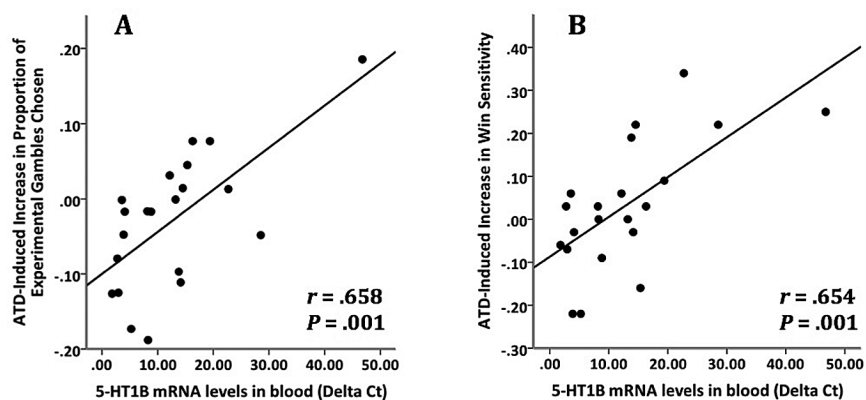 A
ATD-Induced Increase in Proportion of
Experimental Gambles Chosen
.20
.10
.00
-.10
-.20
r = .658
P = .001
.00 10.00 20.00 30.00 40.00 50.00
5-HT1B mRNA levels in blood (Delta Ct)
B
ATD-Induced Increase in Win Sensitivity
.40
.30
.20
.10
.00
-.10
-.20
-.30
r = .654
P = .001
.00 10.00 20.00 30.00 40.00 50.00
5-HT1B mRNA levels in blood (Delta Ct)